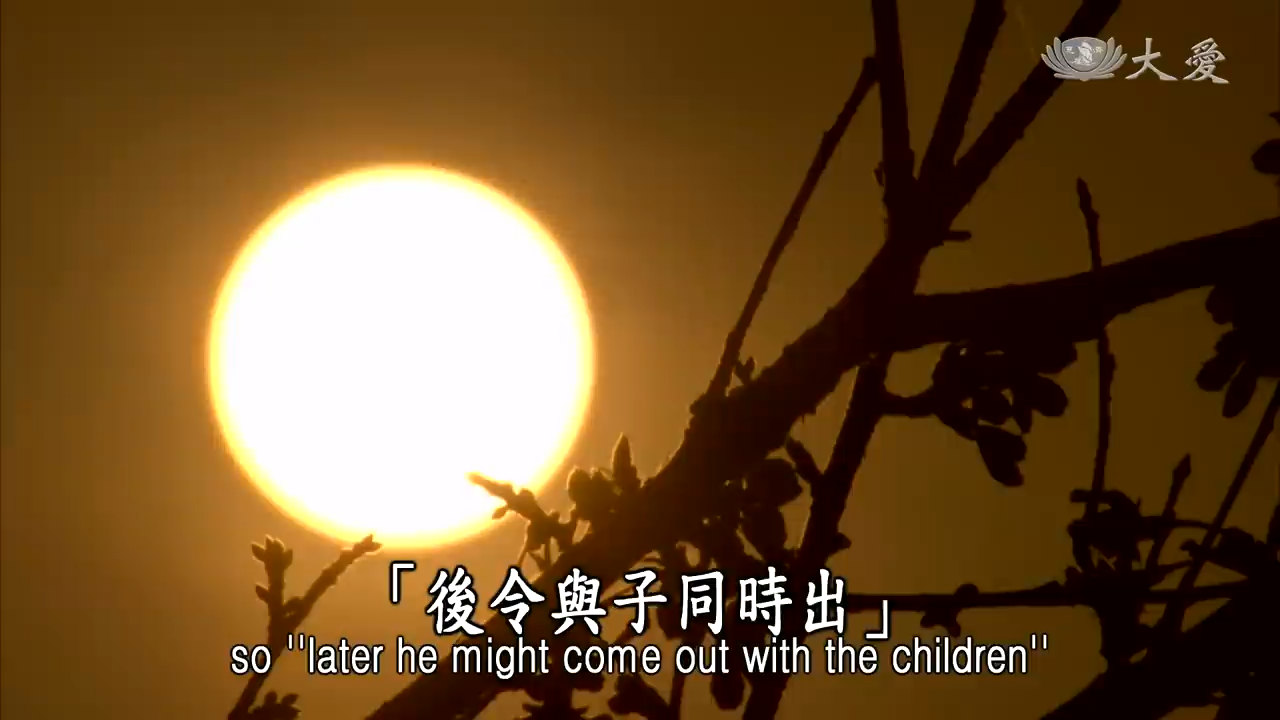 大愛
「後令與子同時出」
so ''later he might come out with the children''